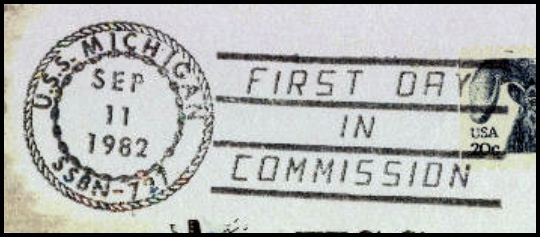 U.S.S. MICHIGAN
SEP
11
1982
SSBN-727
FIRST DAY
IN
COMMISSION
USA
20c